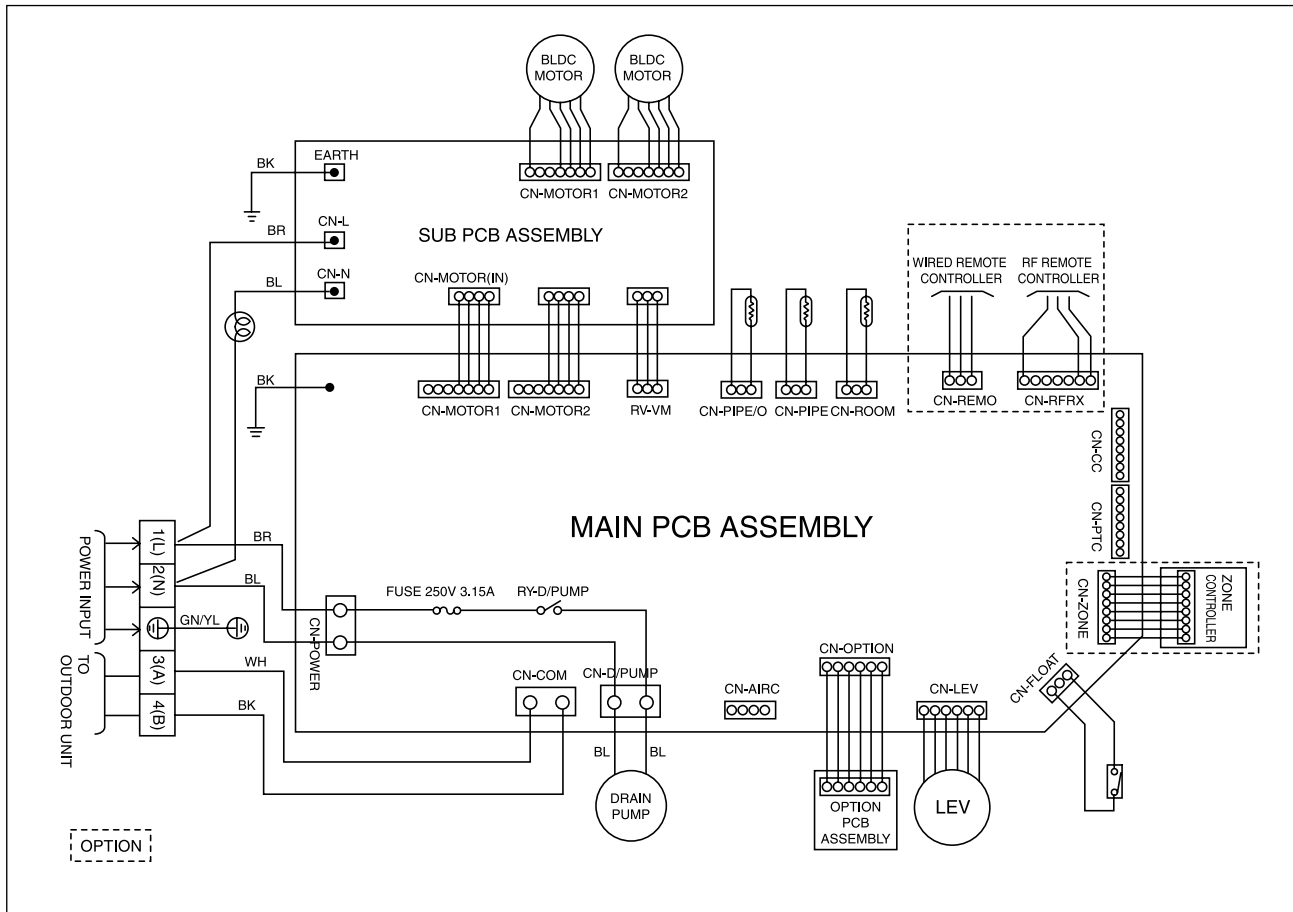 BLDC
MOTOR
BLDC
MOTOR
EARTH
BK
CN-MOTOR1
CN-MOTOR2
CN-L
BR
SUB PCB ASSEMBLY
CN-N
BL
CN-MOTOR(IN)
WIRED REMOTE
CONTROLLER
RF REMOTE
CONTROLLER
BK
CN-MOTOR1
CN-MOTOR2
RV-VM
CN-PIPE/O
CN-PIPE
CN-ROOM
CN-REMO
CN-RFRX
CN-CC
CN-PTC
MAIN PCB ASSEMBLY
POWER INPUT
1(L)
BR
2(N)
BL
GN/YL
CN-POWER
FUSE 250V 3.15A
RY-D/PUMP
CN-ZONE
ZONE
CONTROLLER
TO
OUTDOOR UNIT
3(A)
WH
4(B)
BK
CN-COM
CN-D/PUMP
CN-AIRC
CN-OPTION
CN-LEV
CN-FLOAT
BL
BL
DRAIN
PUMP
OPTION
PCB
ASSEMBLY
LEV
OPTION